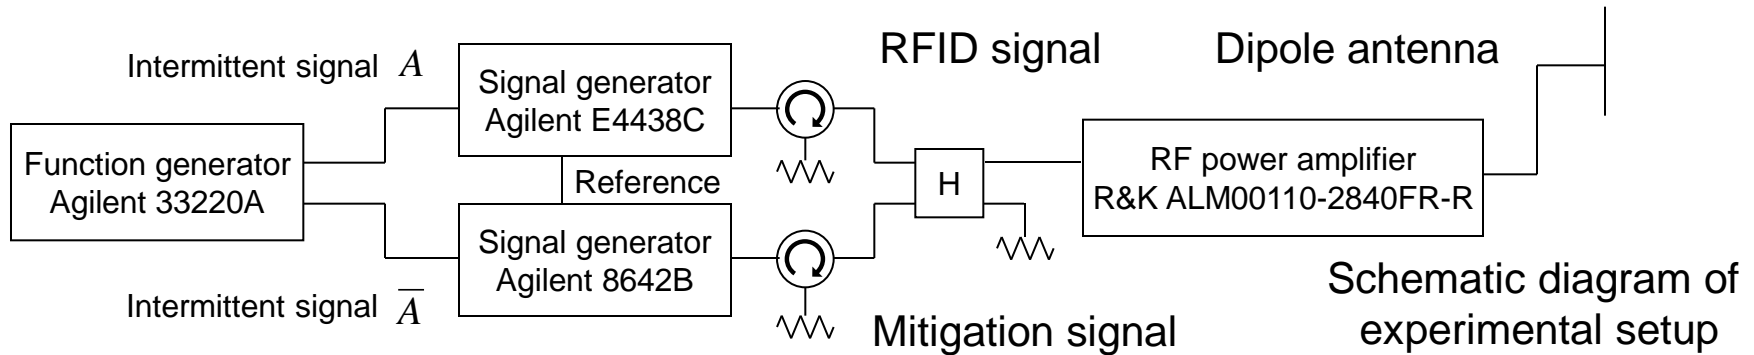 Intermittent signal A
Signal generator
Agilent E4438C
RFID signal
Dipole antenna
Function generator
Agilent 33220A
Reference
H
RF power amplifier
R&K ALM00110-2840FR-R
Signal generator
Agilent 8642B
Intermittent signal A̅
Mitigation signal
Schematic diagram of
experimental setup